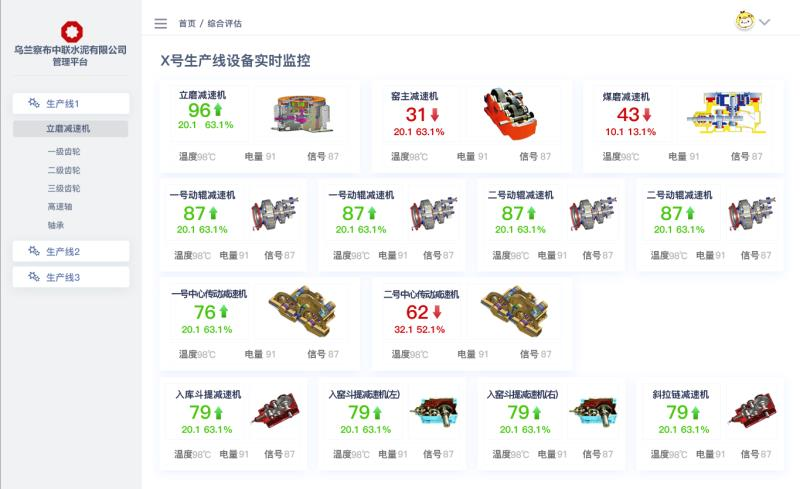 乌兰察布中联水泥有限公司
管理平台
生产线1
立磨减速机
一级齿轮
二级齿轮
三级齿轮
高速轴
轴承
生产线2
生产线3
首页 / 综合评估
X号生产线设备实时监控
立磨减速机
96
20.1 63.1%
温度98℃ 电量 91 信号 87
窑主减速机
31
20.1 63.1%
温度98℃ 电量 91 信号 87
煤磨减速机
43
10.1 13.1%
温度98℃ 电量 91 信号 87
一号动辊减速机
87
20.1 63.1%
温度98℃ 电量91 信号87
一号动辊减速机
87
20.1 63.1%
温度98℃ 电量91 信号87
二号动辊减速机
87
20.1 63.1%
温度98℃ 电量91 信号87
二号动辊减速机
87
20.1 63.1%
温度98℃ 电量91 信号87
一号中心传动减速机
76
20.1 63.1%
温度98℃ 电量 91 信号 87
二号中心传动减速机
62
32.1 52.1%
温度98℃ 电量 91 信号 87
入库斗提减速机
79
20.1 63.1%
温度98℃ 电量91 信号87
入窑斗提减速机(左)
79
20.1 63.1%
温度98℃ 电量91 信号87
入窑斗提减速机(右)
79
20.1 63.1%
温度98℃ 电量91 信号87
斜拉链减速机
79
20.1 63.1%
温度98℃ 电量91 信号87